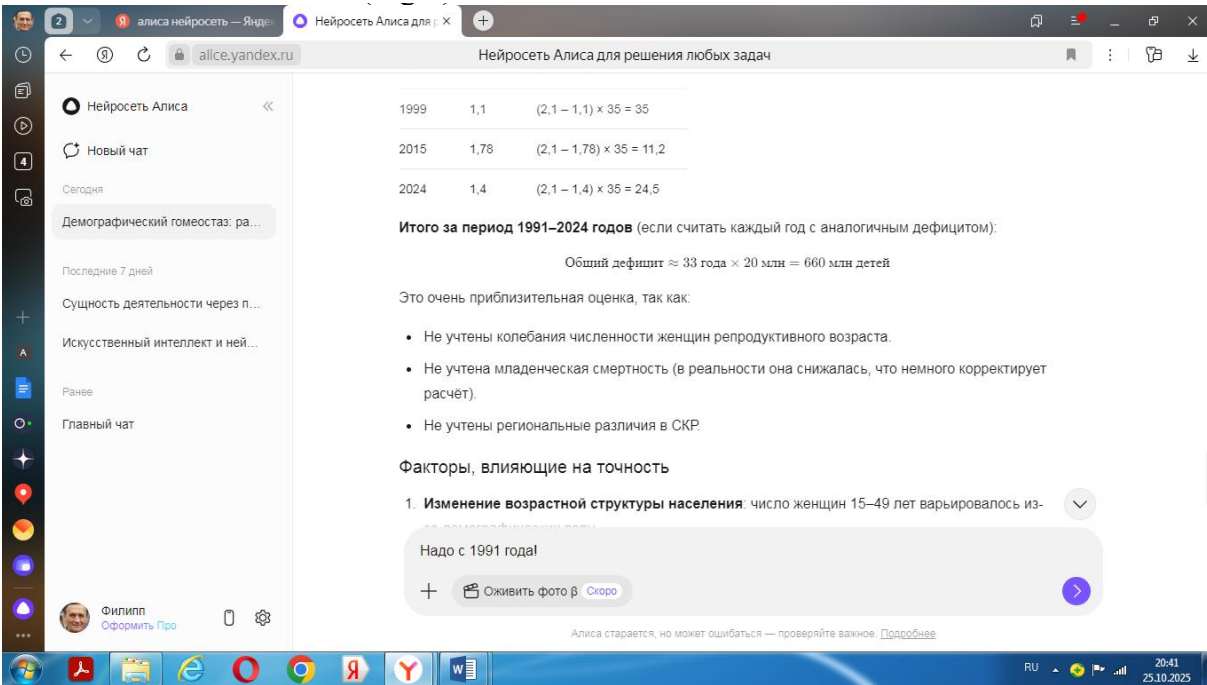 2
алиса нейросеть — Яндек
Нейросеть Алиса для р
alice.yandex.ru
Нейросеть Алиса для решения любых задач
4
Нейросеть Алиса
Новый чат
Сегодня
Демографический гомеостаз: ра...
Последние 7 дней
Сущность деятельности через п...
Искусственный интеллект и ней...
Ранее
Главный чат
Филипп
Оформить Про
1999 1,1 (2,1 – 1,1) × 35 = 35
2015 1,78 (2,1 – 1,78) × 35 = 11,2
2024 1,4 (2,1 – 1,4) × 35 = 24,5
Итого за период 1991–2024 годов (если считать каждый год с аналогичным дефицитом):
Общий дефицит ≈ 33 года × 20 млн = 660 млн детей
Это очень приблизительная оценка, так как:
• Не учтены колебания численности женщин репродуктивного возраста.
• Не учтена младенческая смертность (в реальности она снижалась, что немного корректирует
расчёт).
• Не учтены региональные различия в СКР.
Факторы, влияющие на точность
1. Изменение возрастной структуры населения: число женщин 15–49 лет варьировалось из-
Надо с 1991 года!
Оживить фото β Скоро
Алиса старается, но может ошибаться — проверяйте важное. Подробнее
RU
20:41
25.10.2025